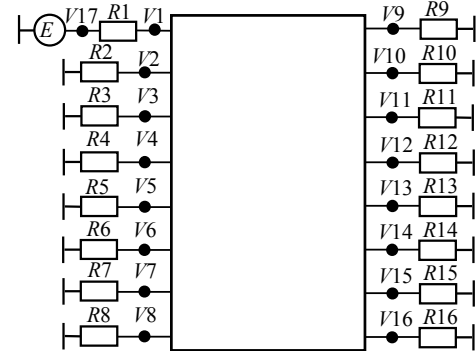 V17 R1 V1
E
R2 V2
R3 V3
R4 V4
R5 V5
R6 V6
R7 V7
R8 V8
V9 R9
V10 R10
V11 R11
V12 R12
V13 R13
V14 R14
V15 R15
V16 R16